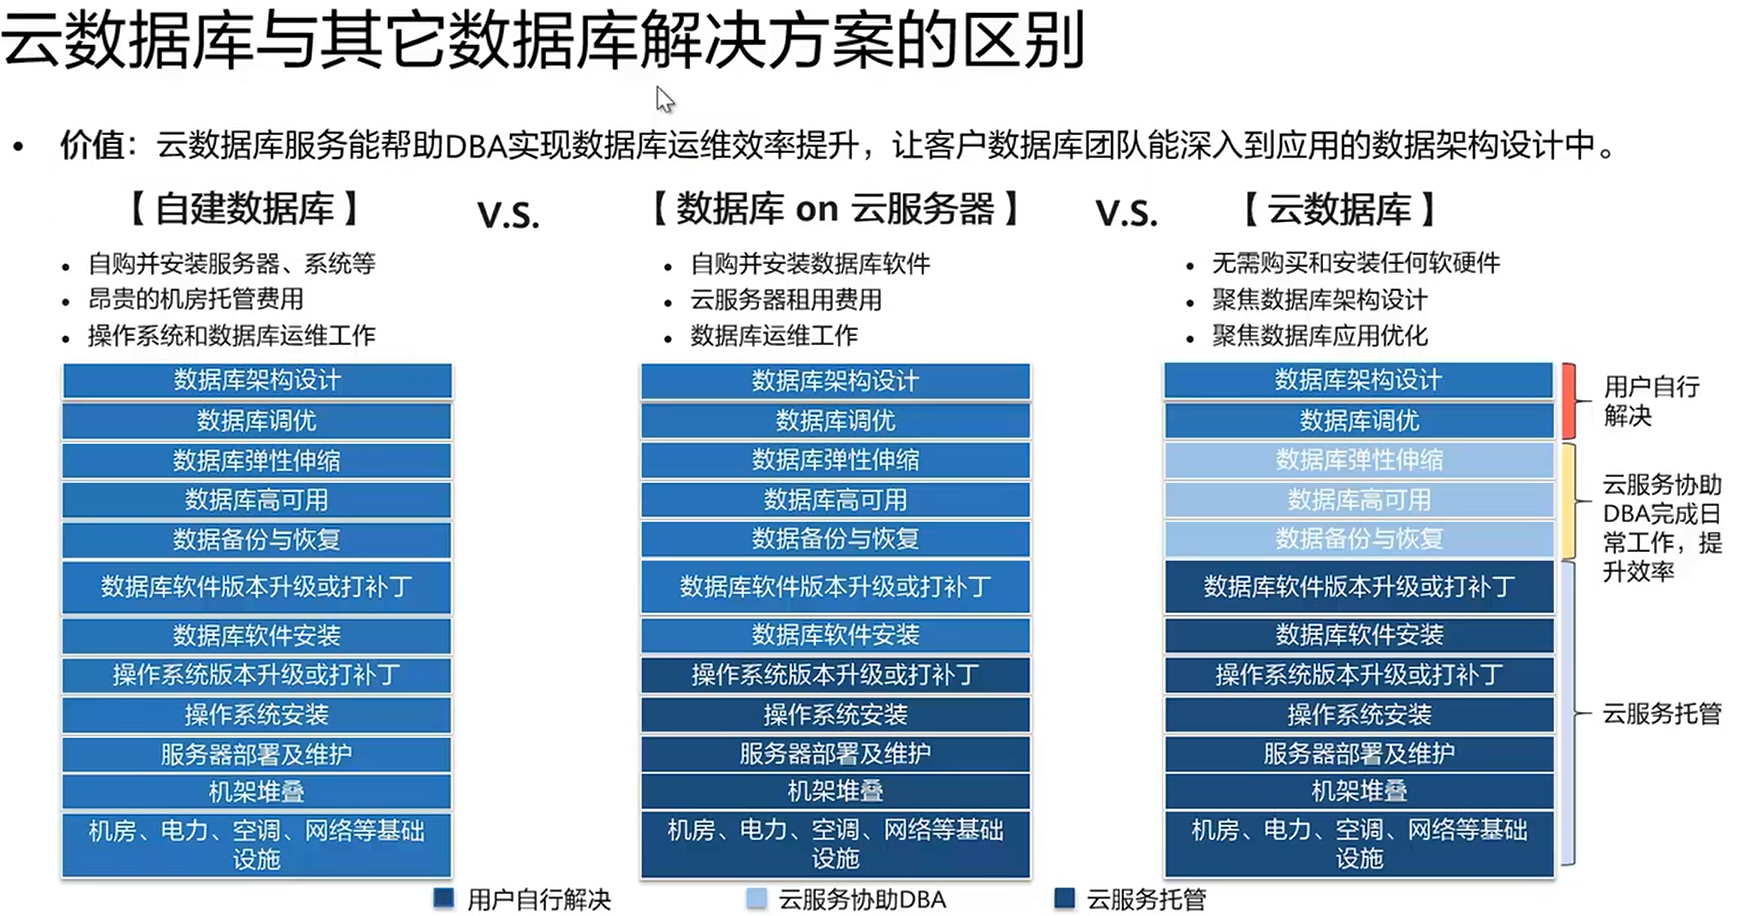 云数据库与其它数据库解决方案的区别
• 价值：云数据库服务能帮助DBA实现数据库运维效率提升，让客户数据库团队能深入到应用的数据架构设计中。
【 自建数据库 】
• 自购并安装服务器、系统等
• 昂贵的机房托管费用
• 操作系统和数据库运维工作
数据库架构设计
数据库调优
数据库弹性伸缩
数据库高可用
数据备份与恢复
数据库软件版本升级或打补丁
数据库软件安装
操作系统版本升级或打补丁
操作系统安装
服务器部署及维护
机架堆叠
机房、电力、空调、网络等基础
设施
V.S.
【 数据库 on 云服务器 】
• 自购并安装数据库软件
• 云服务器租用费用
• 数据库运维工作
数据库架构设计
数据库调优
数据库弹性伸缩
数据库高可用
数据备份与恢复
数据库软件版本升级或打补丁
数据库软件安装
操作系统版本升级或打补丁
操作系统安装
服务器部署及维护
机架堆叠
机房、电力、空调、网络等基础
设施
V.S.
【 云数据库 】
• 无需购买和安装任何软硬件
• 聚焦数据库架构设计
• 聚焦数据库应用优化
数据库架构设计
数据库调优
数据库弹性伸缩
数据库高可用
数据备份与恢复
数据库软件版本升级或打补丁
数据库软件安装
操作系统版本升级或打补丁
操作系统安装
服务器部署及维护
机架堆叠
机房、电力、空调、网络等基础
设施
用户自行
解决
云服务协助
DBA完成日
常工作，提
升效率
云服务托管
用户自行解决
云服务协助DBA
云服务托管